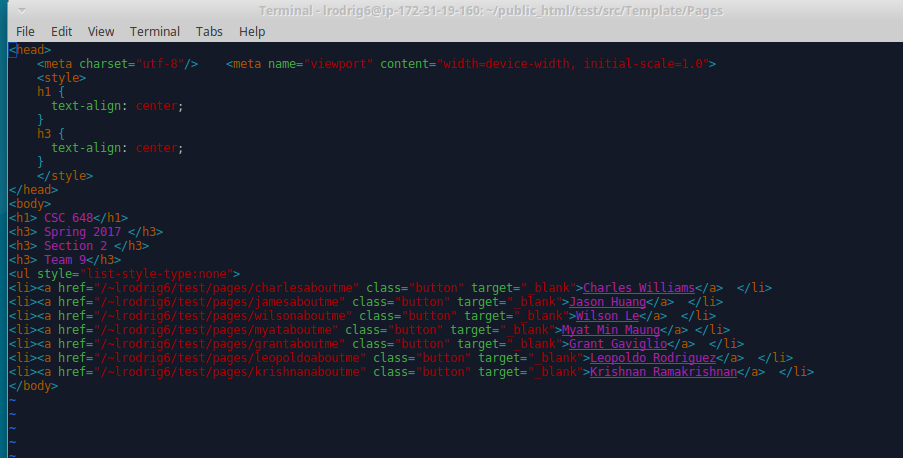 Terminal - lrodrig6@ip-172-31-19-160: ~/public_html/test/src/Template/Pages
File Edit View Terminal Tabs Help
<head>
    <meta charset="utf-8"/>    <meta name="viewport" content="width=device-width, initial-scale=1.0">
    <style>
    h1 {
      text-align: center;
    }
    h3 {
      text-align: center;
    }
    </style>
</head>
<body>
<h1> CSC 648</h1>
<h3> Spring 2017 </h3>
<h3> Section 2 </h3>
<h3> Team 9</h3>
<ul style="list-style-type:none">
<li><a href="/~lrodrig6/test/pages/charlesaboutme" class="button" target="_blank">Charles Williams</a>  </li>
<li><a href="/~lrodrig6/test/pages/jamesaboutme" class="button" target="_blank">Jason Huang</a>  </li>
<li><a href="/~lrodrig6/test/pages/wilsonaboutme" class="button" target="_blank">Wilson Le</a>  </li>
<li><a href="/~lrodrig6/test/pages/myataboutme" class="button" target="_blank">Myat Min Maung</a> </li>
<li><a href="/~lrodrig6/test/pages/grantaboutme" class="button" target="_blank">Grant Gaviglio</a>  </li>
<li><a href="/~lrodrig6/test/pages/leopoldoaboutme" class="button" target="_blank">Leopoldo Rodriguez</a>  </li>
<li><a href="/~lrodrig6/test/pages/krishnanaboutme" class="button" target="_blank">Krishnan Ramakrishnan</a>  </li>
</body>
~
~
~
~
~